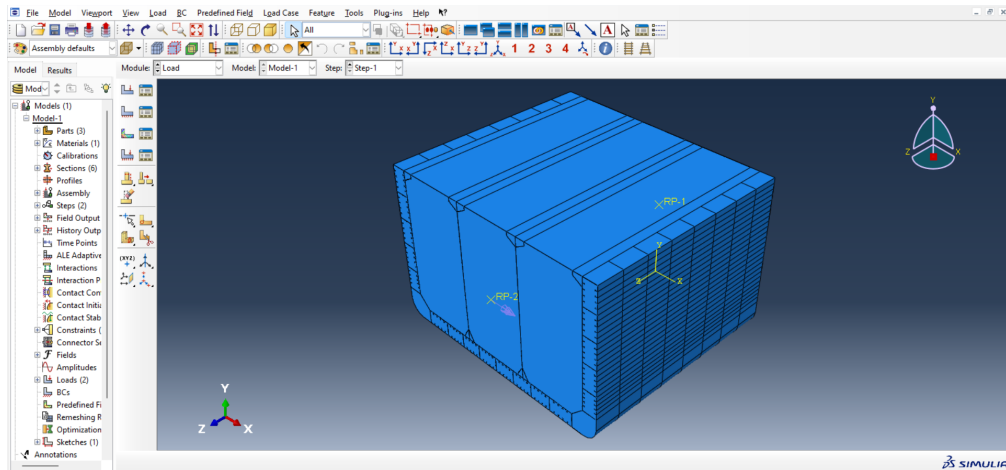 File Model Viewport View Load BC Predefined Field Load Case Feature Tools Plug-ins Help
All
Assembly defaults
1 2 3 4
Model Results
Module: Load Model: Model-1 Step: Step-1
Models (1)
Model-1
Parts (3)
Materials (1)
Calibrations
Sections (6)
Profiles
Assembly
Steps (2)
Field Output
History Outp
Time Points
ALE Adaptive
Interactions
Interaction P
Contact Con
Contact Initia
Contact Stab
Constraints (
Connector Se
Fields
Amplitudes
Loads (2)
BCs
Predefined Fi
Remeshing R
Optimization
Sketches (1)
Annotations
RP-1
RP-2
Y
Z X
Y
Z X
Y
Z X
SIMULIA